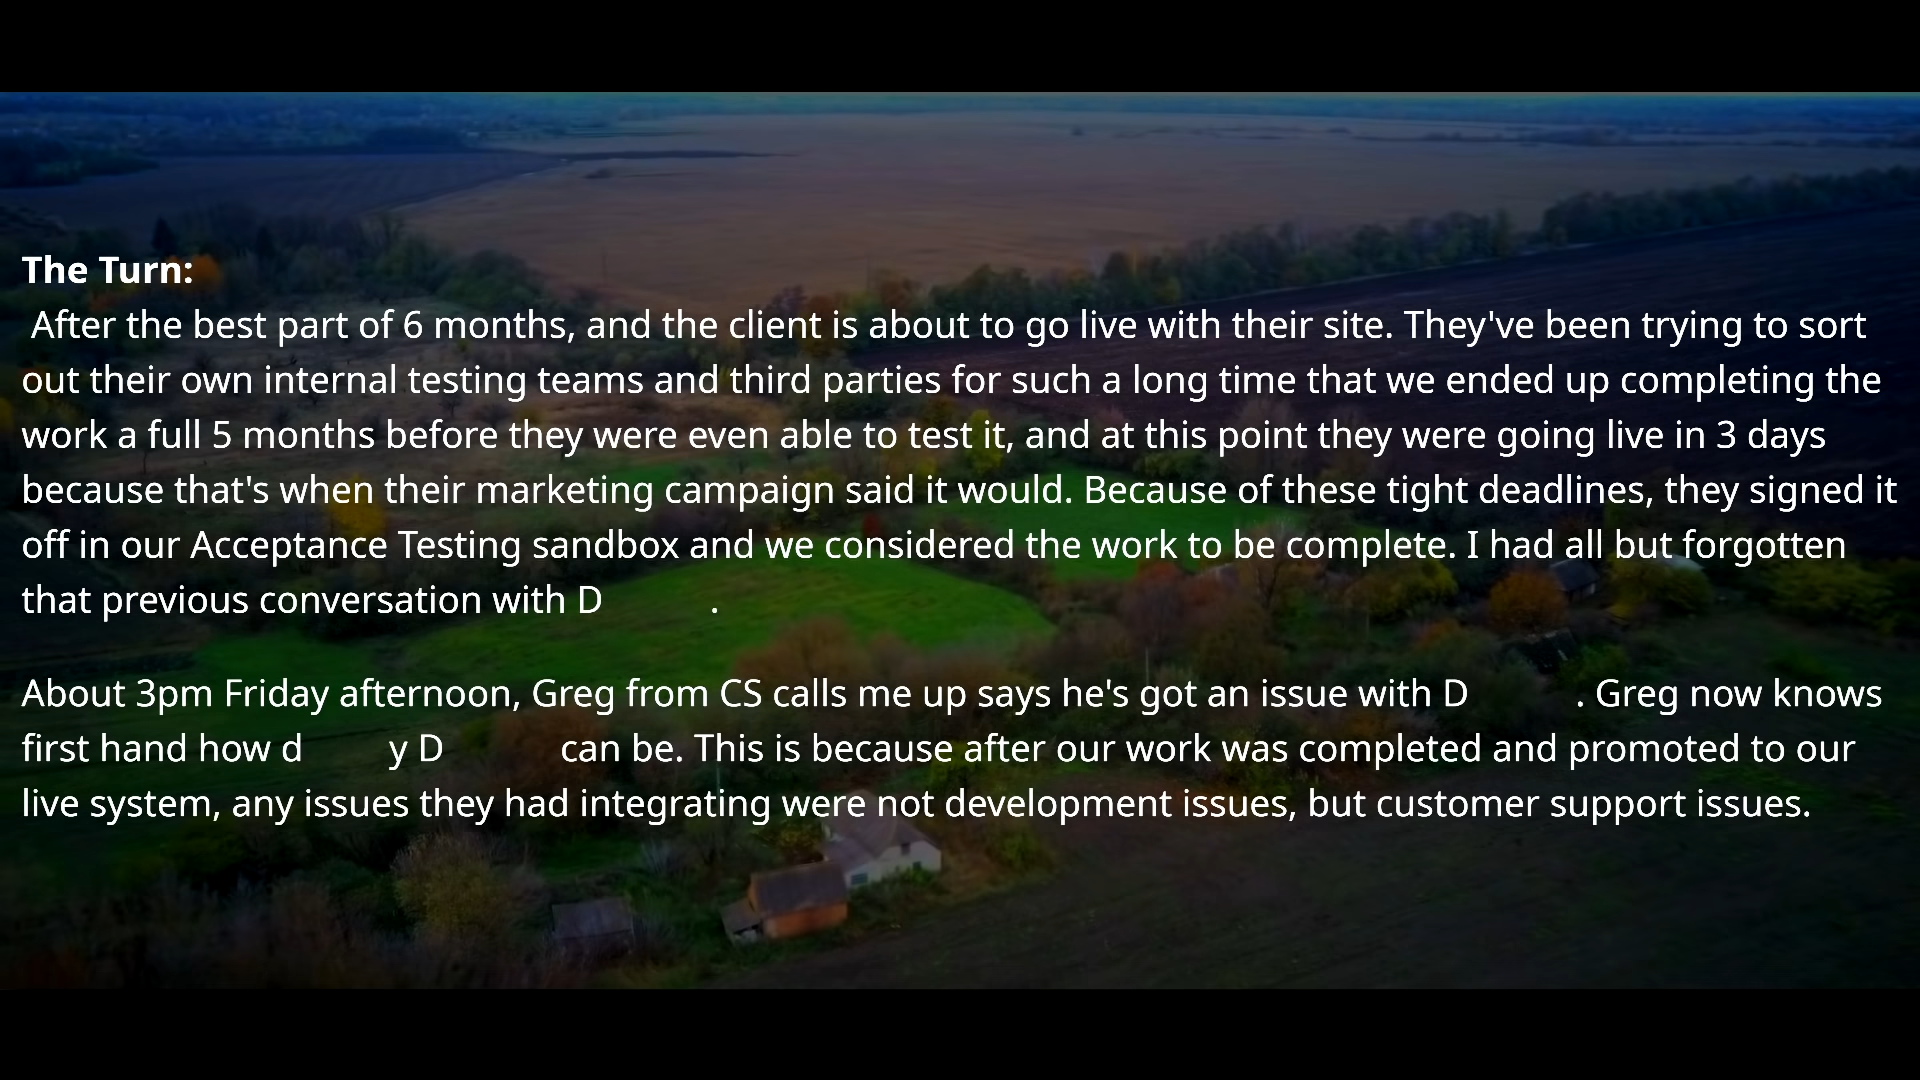 The Turn:
After the best part of 6 months, and the client is about to go live with their site. They've been trying to sort
out their own internal testing teams and third parties for such a long time that we ended up completing the
work a full 5 months before they were even able to test it, and at this point they were going live in 3 days
because that's when their marketing campaign said it would. Because of these tight deadlines, they signed it
off in our Acceptance Testing sandbox and we considered the work to be complete. I had all but forgotten
that previous conversation with D .
About 3pm Friday afternoon, Greg from CS calls me up says he's got an issue with D . Greg now knows
first hand how d y D can be. This is because after our work was completed and promoted to our
live system, any issues they had integrating were not development issues, but customer support issues.